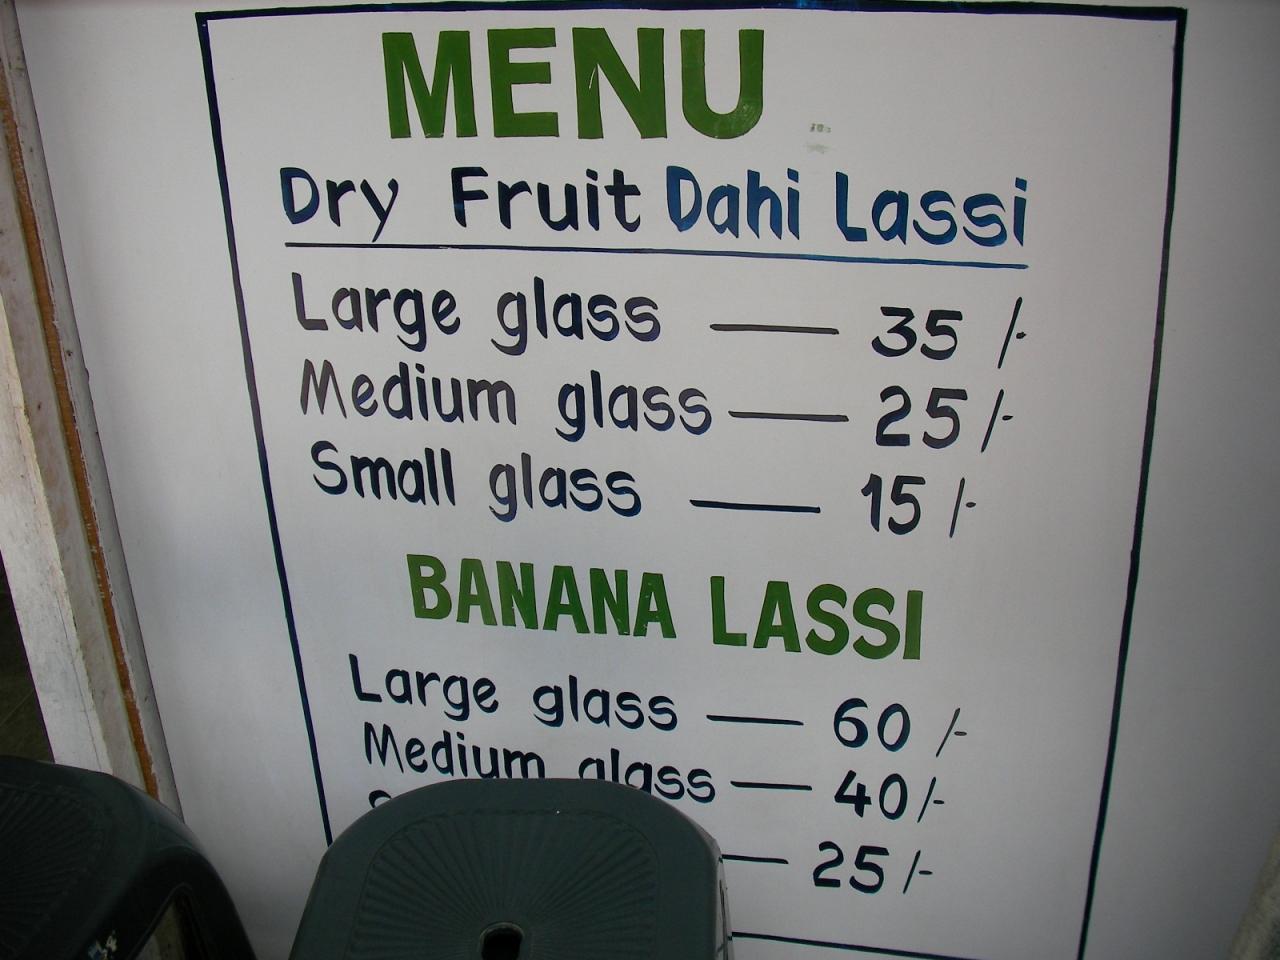 MENU
Dry Fruit Dahi Lassi
Large glass — 35/-
Medium glass — 25/-
Small glass — 15/-
BANANA LASSI
Large glass — 60/-
Medium glass — 40/-
— 25/-